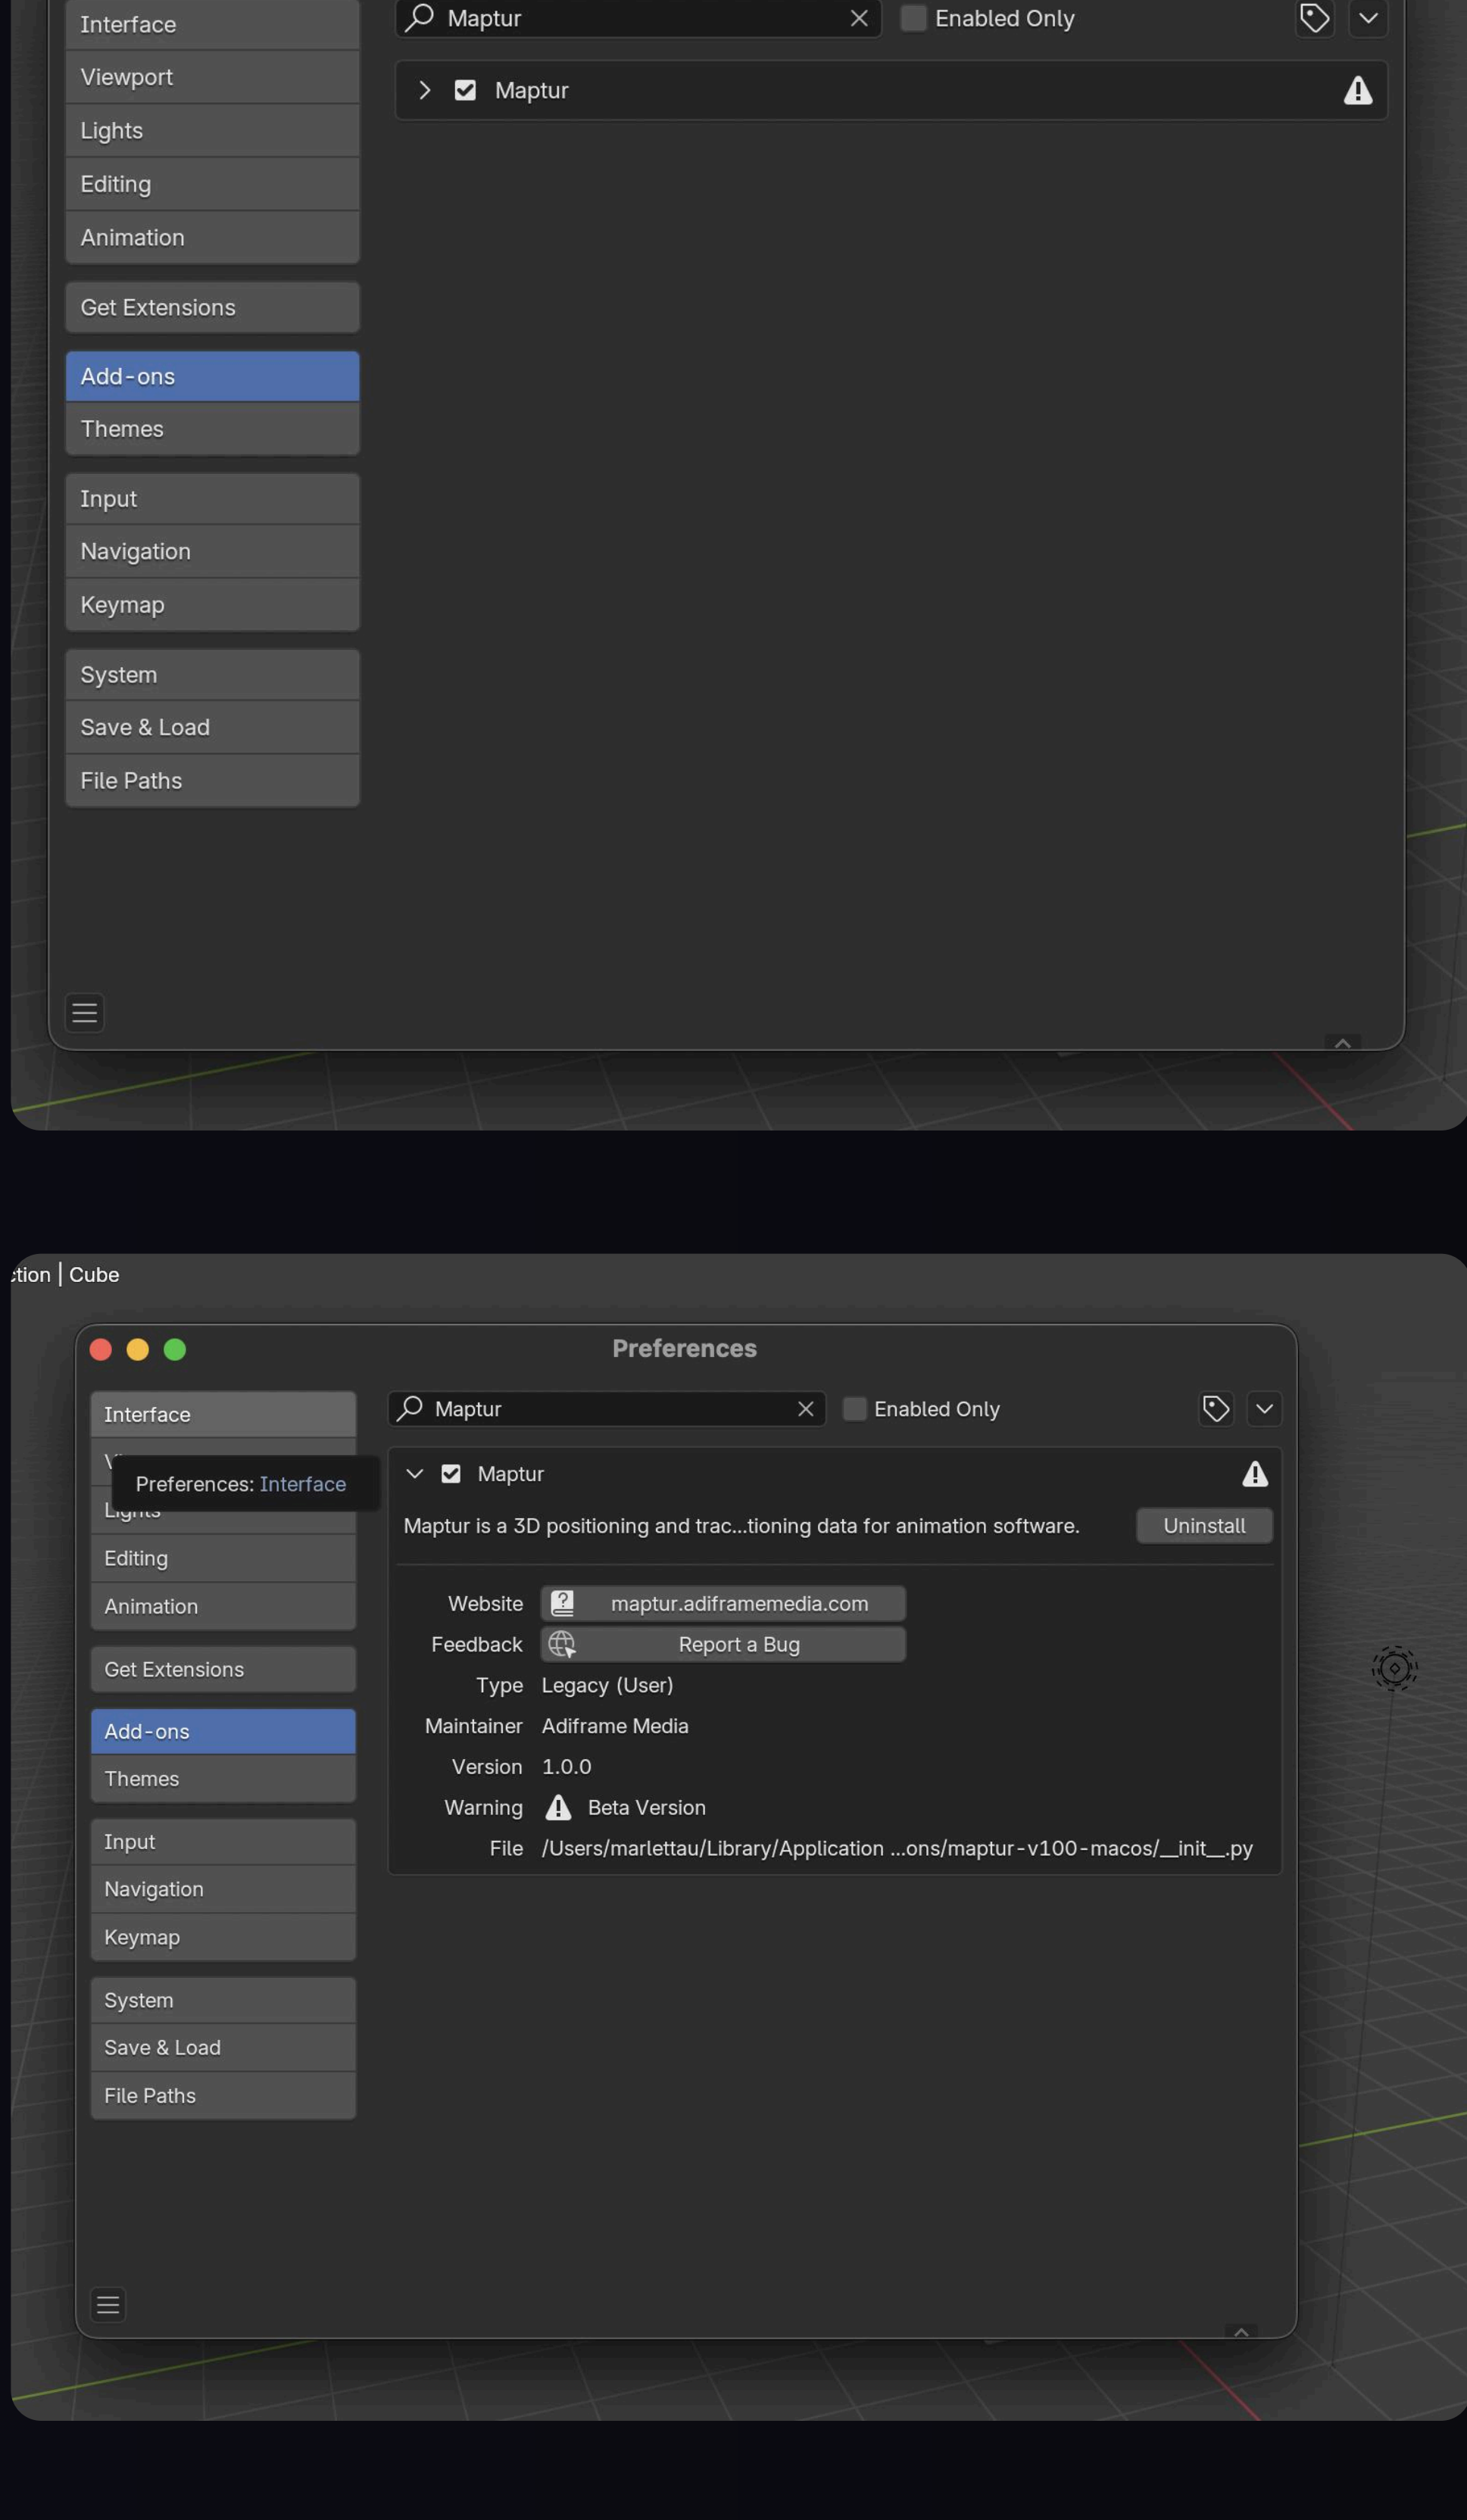 Interface
Maptur
Enabled Only
Viewport
Maptur
Lights
Editing
Animation
Get Extensions
Add-ons
Themes
Input
Navigation
Keymap
System
Save & Load
File Paths
tion | Cube
Preferences
Interface
Maptur
Enabled Only
Preferences: Interface
Maptur
Lights
Maptur is a 3D positioning and trac...tioning data for animation software.
Uninstall
Editing
Animation
Website
maptur.adiframemedia.com
Feedback
Report a Bug
Get Extensions
Type
Legacy (User)
Add-ons
Maintainer
Adiframe Media
Themes
Version
1.0.0
Warning
Beta Version
Input
File
/Users/marlettau/Library/Application ...ons/maptur-v100-macos/__init__.py
Navigation
Keymap
System
Save & Load
File Paths